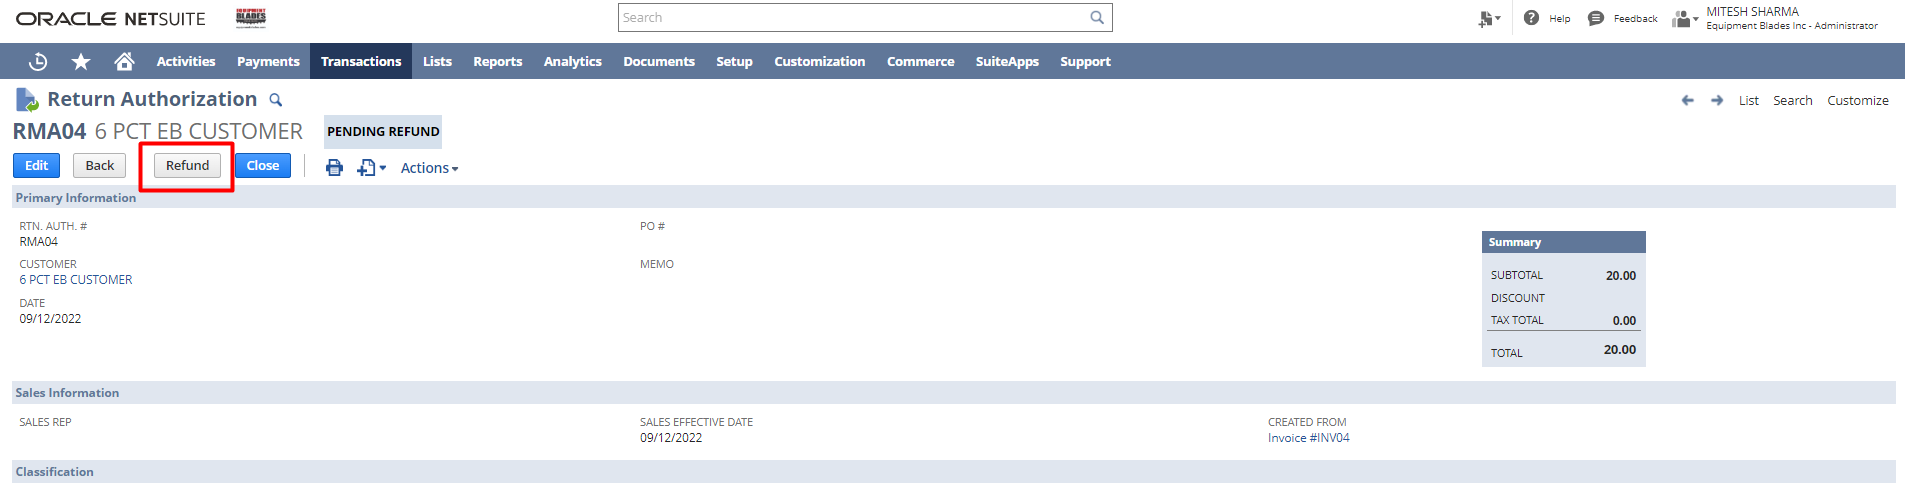 ORACLE NETSUITE
EQUIPMENT
BLADES
Search
Help
Feedback
MITESH SHARMA
Equipment Blades Inc - Administrator
Activities Payments Transactions Lists Reports Analytics Documents Setup Customization Commerce SuiteApps Support
Return Authorization
List Search Customize
RMA04 6 PCT EB CUSTOMER PENDING REFUND
Edit Back Refund Close Actions
Primary Information
RTN. AUTH. #
RMA04
CUSTOMER
6 PCT EB CUSTOMER
DATE
09/12/2022
PO #
MEMO
Summary
SUBTOTAL 20.00
DISCOUNT
TAX TOTAL 0.00
TOTAL 20.00
Sales Information
SALES REP
SALES EFFECTIVE DATE
09/12/2022
CREATED FROM
Invoice #INV04
Classification